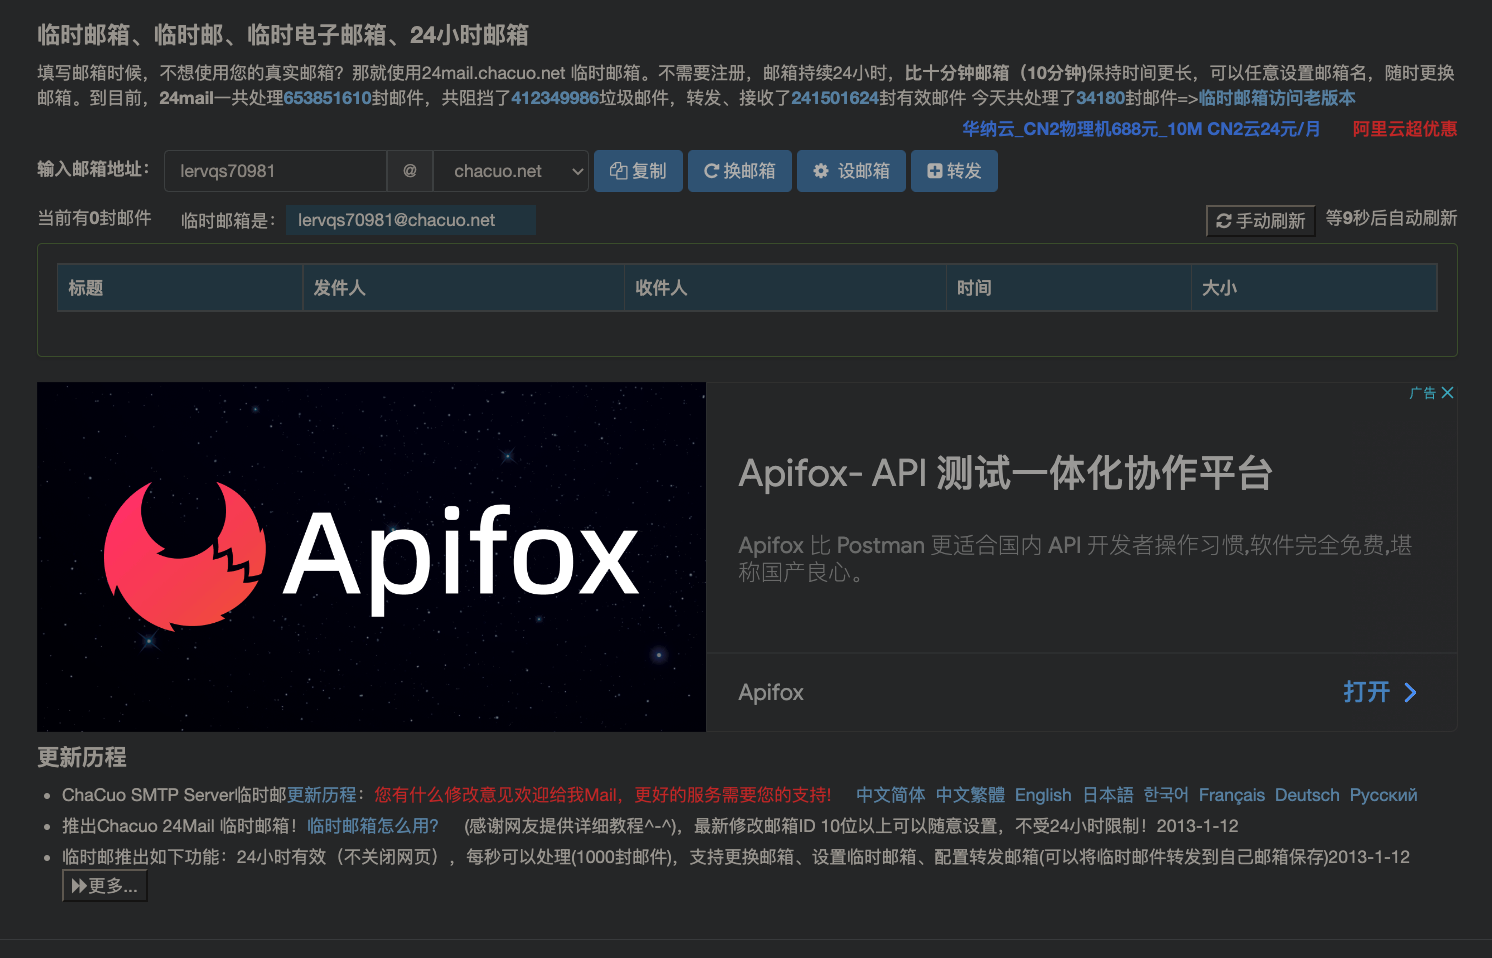 临时邮箱、临时邮、临时电子邮箱、24小时邮箱
填写邮箱时候，不想使用您的真实邮箱？那就使用24mail.chacuo.net 临时邮箱。不需要注册，邮箱持续24小时，比十分钟邮箱（10分钟)保持时间更长，可以任意设置邮箱名，随时更换
邮箱。到目前，24mail一共处理653851610封邮件，共阻挡了412349986垃圾邮件，转发、接收了241501624封有效邮件 今天共处理了34180封邮件=>临时邮箱访问老版本
华纳云_CN2物理机688元_10M CN2云24元/月 阿里云超优惠
输入邮箱地址： lervqs70981 @ chacuo.net 复制 换邮箱 设邮箱 转发
当前有0封邮件 临时邮箱是： lervqs70981@chacuo.net 手动刷新 等9秒后自动刷新
标题 发件人 收件人 时间 大小
广告
Apifox
Apifox- API 测试一体化协作平台
Apifox 比 Postman 更适合国内 API 开发者操作习惯,软件完全免费,堪
称国产良心。
Apifox 打开
更新历程
ChaCuo SMTP Server临时邮更新历程：您有什么修改意见欢迎给我Mail，更好的服务需要您的支持! 中文简体 中文繁體 English 日本語 한국어 Français Deutsch Русский
推出Chacuo 24Mail 临时邮箱！临时邮箱怎么用? (感谢网友提供详细教程^-^)，最新修改邮箱ID 10位以上可以随意设置，不受24小时限制！2013-1-12
临时邮推出如下功能：24小时有效（不关闭网页），每秒可以处理(1000封邮件)，支持更换邮箱、设置临时邮箱、配置转发邮箱(可以将临时邮件转发到自己邮箱保存)2013-1-12
更多...